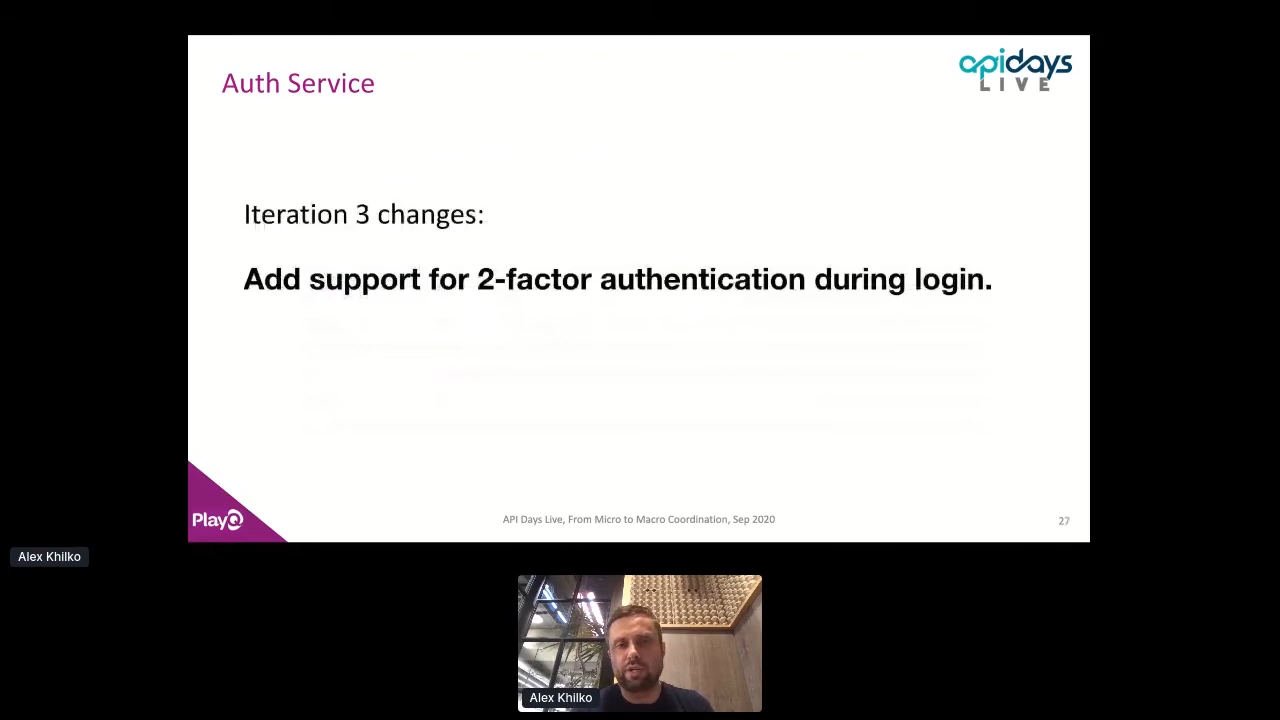 Auth Service
apidays
LIVE
Iteration 3 changes:
Add support for 2-factor authentication during login.
PlayQ
API Days Live, From Micro to Macro Coordination, Sep 2020
27
Alex Khilko
Alex Khilko